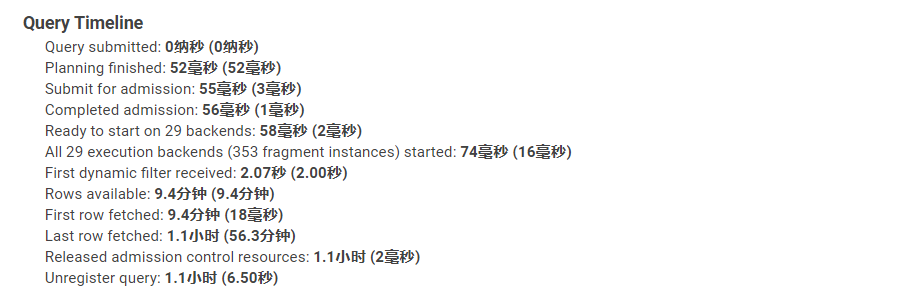 Query Timeline
Query submitted: 0纳秒 (0纳秒)
Planning finished: 52毫秒 (52毫秒)
Submit for admission: 55毫秒 (3毫秒)
Completed admission: 56毫秒 (1毫秒)
Ready to start on 29 backends: 58毫秒 (2毫秒)
All 29 execution backends (353 fragment instances) started: 74毫秒 (16毫秒)
First dynamic filter received: 2.07秒 (2.00秒)
Rows available: 9.4分钟 (9.4分钟)
First row fetched: 9.4分钟 (18毫秒)
Last row fetched: 1.1小时 (56.3分钟)
Released admission control resources: 1.1小时 (2毫秒)
Unregister query: 1.1小时 (6.50秒)